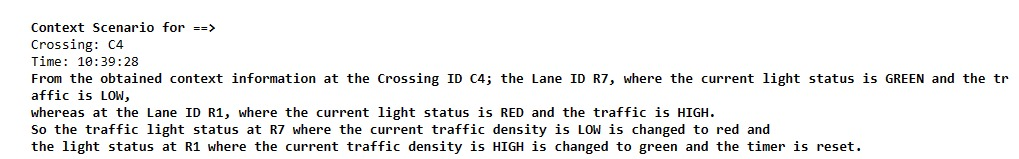 Context Scenario for ==>
Crossing: C4
Time: 10:39:28
From the obtained context information at the Crossing ID C4; the Lane ID R7, where the current light status is GREEN and the tr
affic is LOW,
whereas at the Lane ID R1, where the current light status is RED and the traffic is HIGH.
So the traffic light status at R7 where the current traffic density is LOW is changed to red and
the light status at R1 where the current traffic density is HIGH is changed to green and the timer is reset.